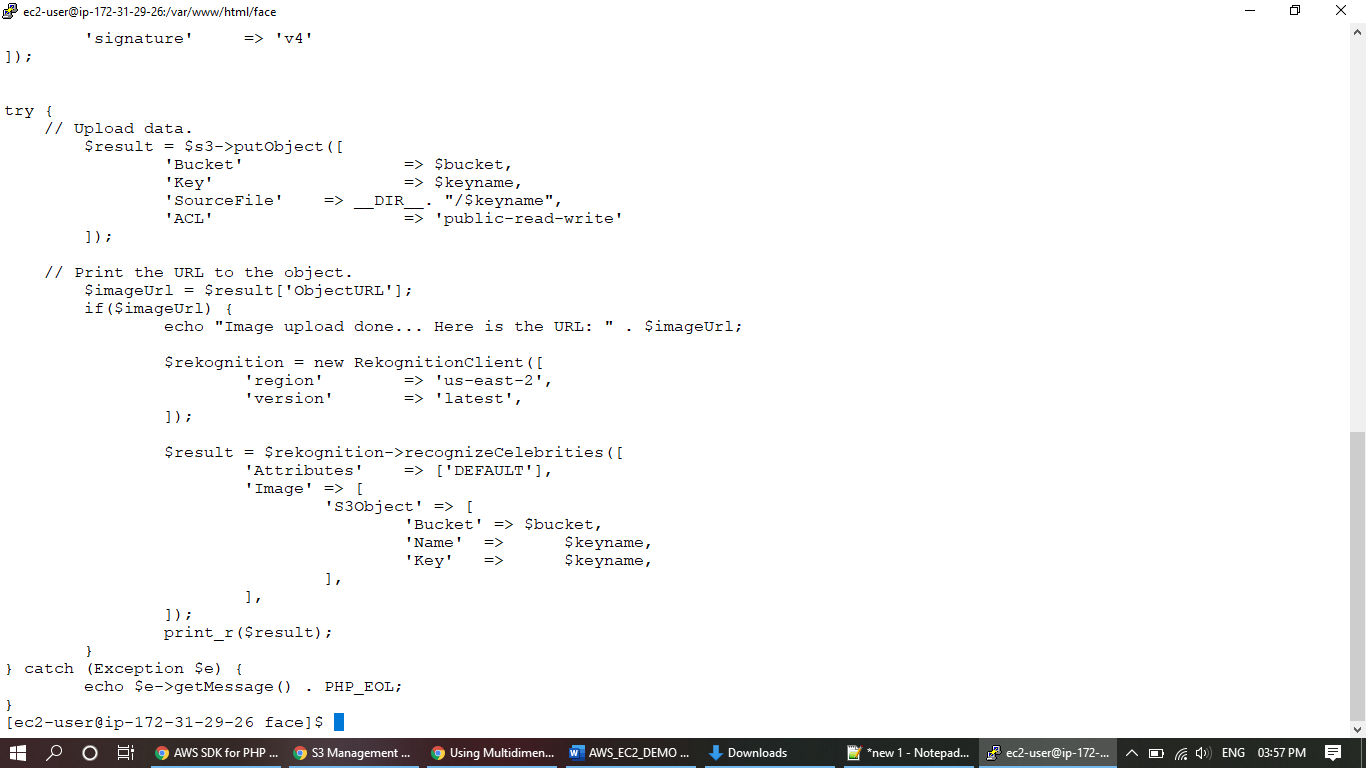 ec2-user@ip-172-31-29-26:/var/www/html/face
        'signature'     => 'v4'
]);
try {
    // Upload data.
        $result = $s3->putObject([
                'Bucket'                => $bucket,
                'Key'                   => $keyname,
                'SourceFile'    => __DIR__. "/$keyname",
                'ACL'                   => 'public-read-write'
        ]);
    // Print the URL to the object.
        $imageUrl = $result['ObjectURL'];
        if($imageUrl) {
                echo "Image upload done... Here is the URL: " . $imageUrl;
                $rekognition = new RekognitionClient([
                        'region'        => 'us-east-2',
                        'version'       => 'latest',
                ]);
                $result = $rekognition->recognizeCelebrities([
                        'Attributes'    => ['DEFAULT'],
                        'Image' => [
                                'S3Object' => [
                                        'Bucket' => $bucket,
                                        'Name'  =>      $keyname,
                                        'Key'   =>      $keyname,
                                ],
                        ],
                ]);
                print_r($result);
        }
} catch (Exception $e) {
        echo $e->getMessage() . PHP_EOL;
}
[ec2-user@ip-172-31-29-26 face]$
AWS SDK for PHP ... S3 Management ... Using Multidimen... AWS_EC2_DEMO ... Downloads *new 1 - Notepad... ec2-user@ip-172-... ENG 03:57 PM